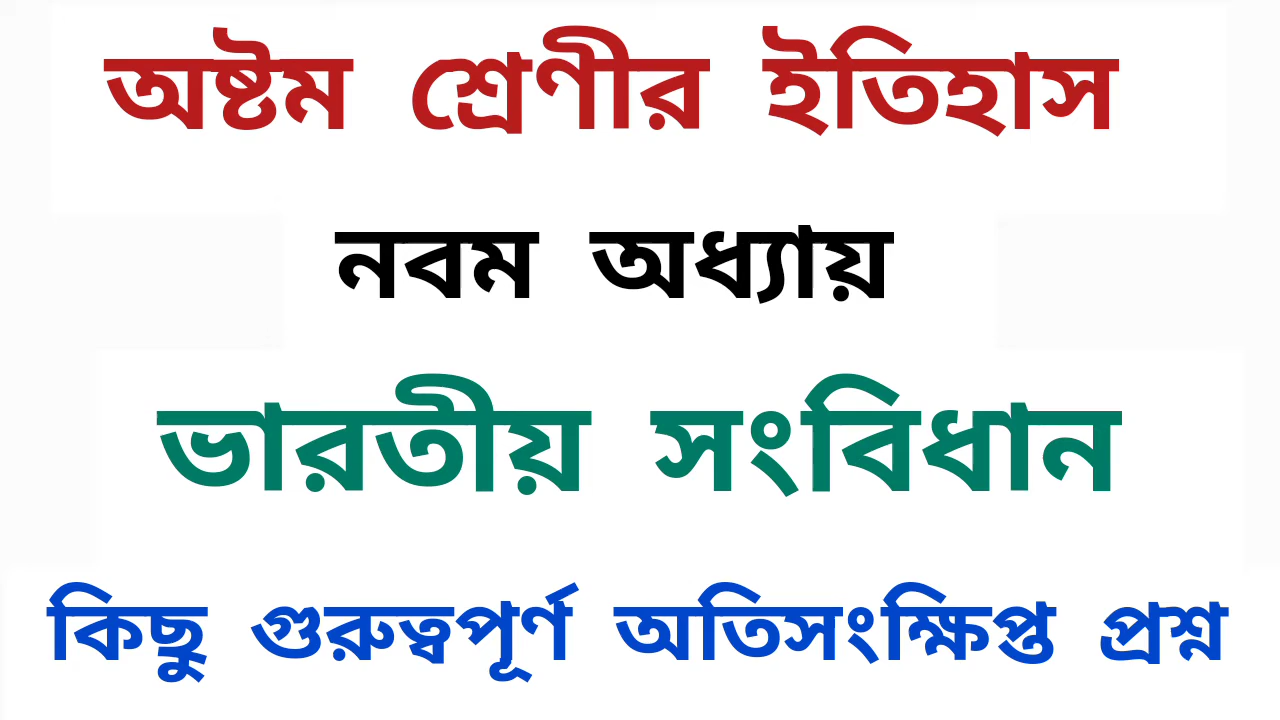 অষ্টম শ্রেণীর ইতিহাস
নবম অধ্যায়
ভারতীয় সংবিধান
কিছু গুরুত্বপূর্ণ অতিসংক্ষিপ্ত প্রশ্ন